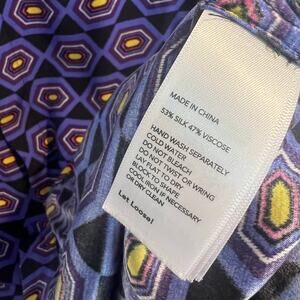 MADE IN CHINA
53% SILK 47% VISCOSE
HAND WASH SEPARATELY
COLD WATER
DO NOT BLEACH
DO NOT TWIST OR WRING
LAY FLAT TO DRY
BLOCK TO SHAPE
COOL IRON IF NECESSARY
OR DRY CLEAN
Let Loose!